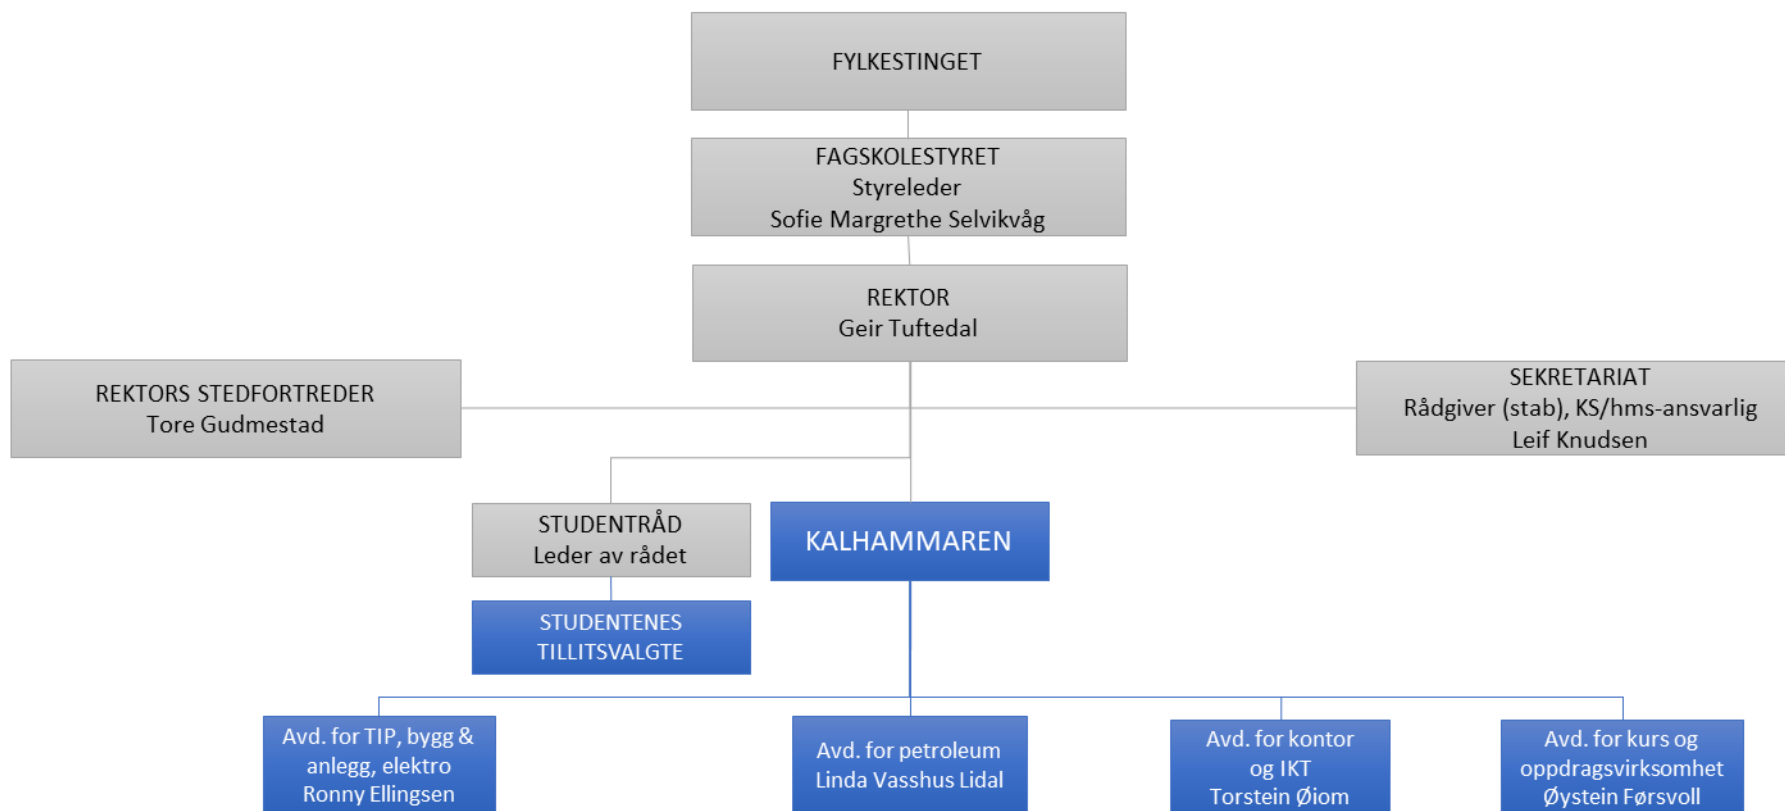 FYLKESTINGET
FAGSKOLESTYRET
Styreleder
Sofie Margrethe Selvikvåg
REKTOR
Geir Tuftedal
REKTORS STEDFORTREDER
Tore Gudmestad
SEKRETARIAT
Rådgiver (stab), KS/hms-ansvarlig
Leif Knudsen
STUDENTRÅD
Leder av rådet
KALHAMMAREN
STUDENTENES
TILLITSVALGTE
Avd. for TIP, bygg &
anlegg, elektro
Ronny Ellingsen
Avd. for petroleum
Linda Vasshus Lidal
Avd. for kontor
og IKT
Torstein Øiom
Avd. for kurs og
oppdragsvirksomhet
Øystein Førsvoll